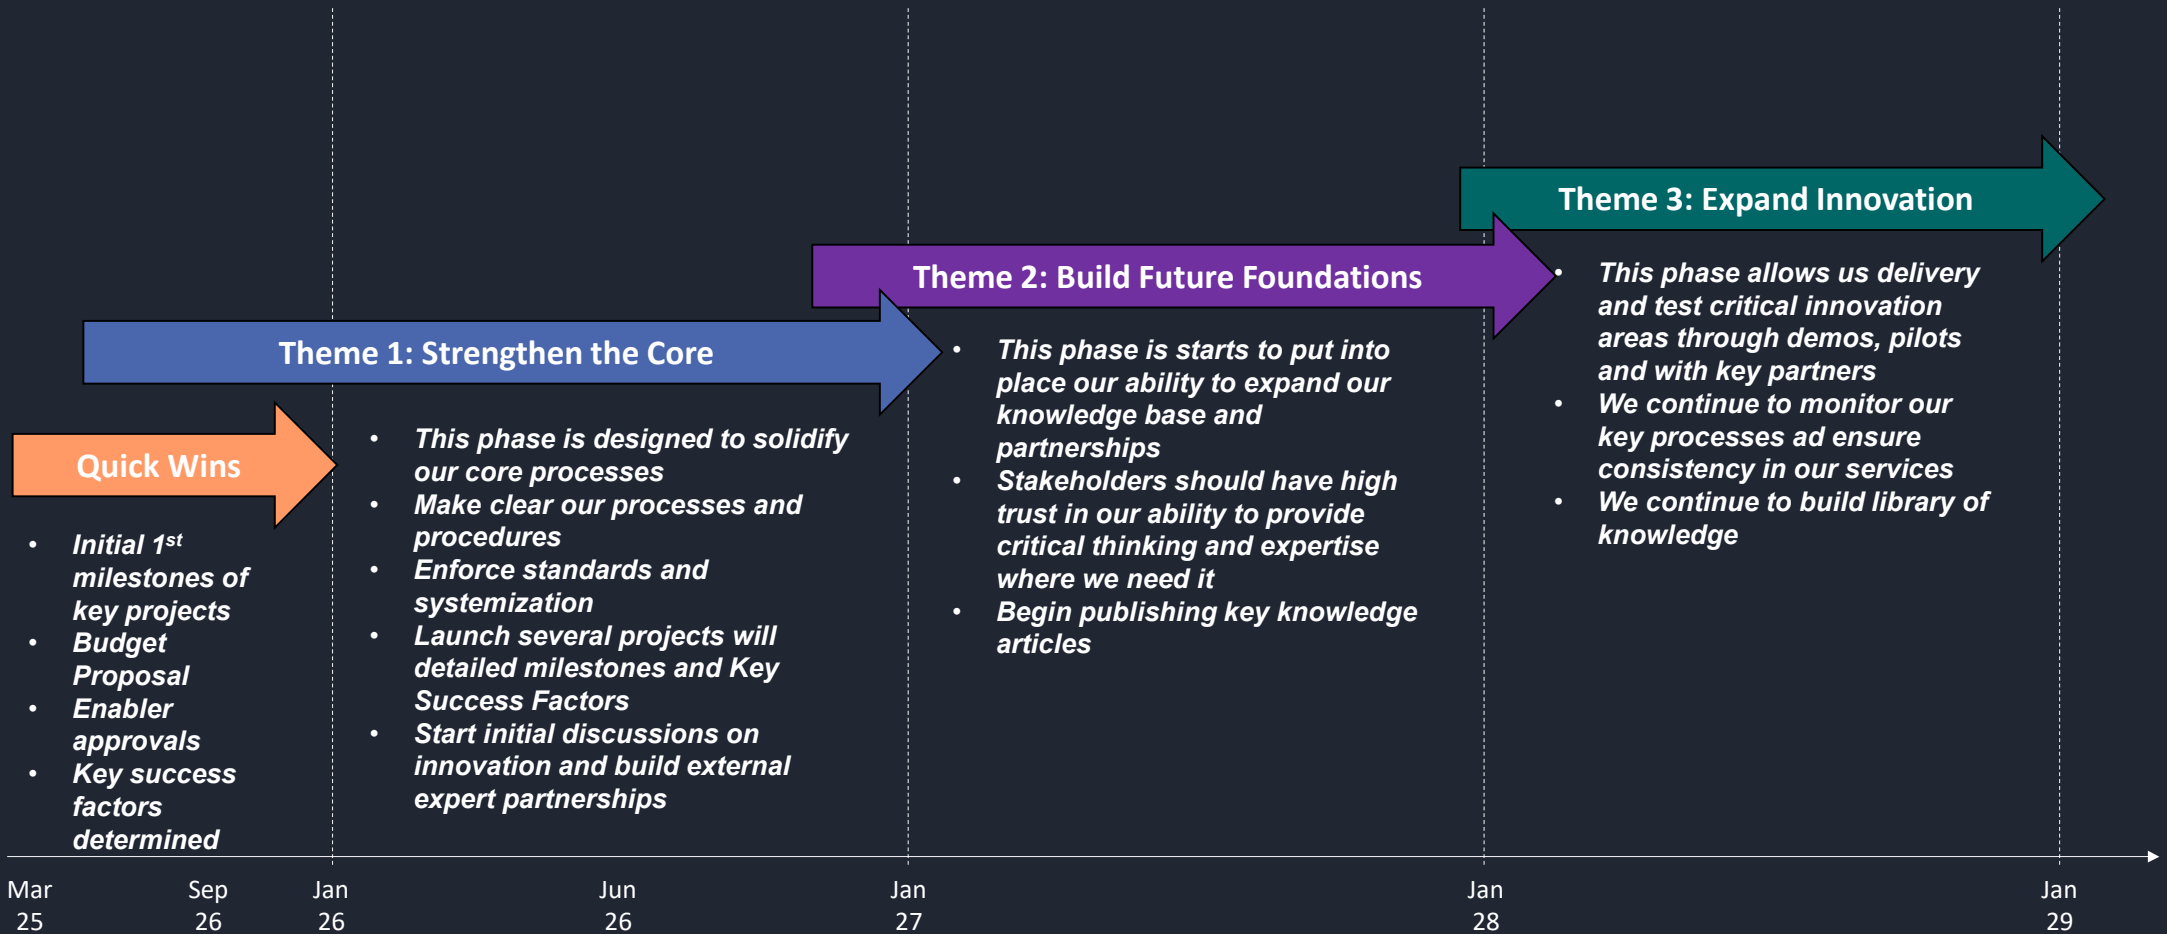 Theme 3: Expand Innovation
• This phase allows us delivery
and test critical innovation
areas through demos, pilots
and with key partners
• We continue to monitor our
key processes ad ensure
consistency in our services
• We continue to build library of
knowledge
Theme 2: Build Future Foundations
• This phase is starts to put into
place our ability to expand our
knowledge base and
partnerships
• Stakeholders should have high
trust in our ability to provide
critical thinking and expertise
where we need it
• Begin publishing key knowledge
articles
Theme 1: Strengthen the Core
• This phase is designed to solidify
our core processes
• Make clear our processes and
procedures
• Enforce standards and
systemization
• Launch several projects will
detailed milestones and Key
Success Factors
• Start initial discussions on
innovation and build external
expert partnerships
Quick Wins
• Initial 1st
milestones of
key projects
• Budget
Proposal
• Enabler
approvals
• Key success
factors
determined
Mar
25
Sep
26
Jan
26
Jun
26
Jan
27
Jan
28
Jan
29